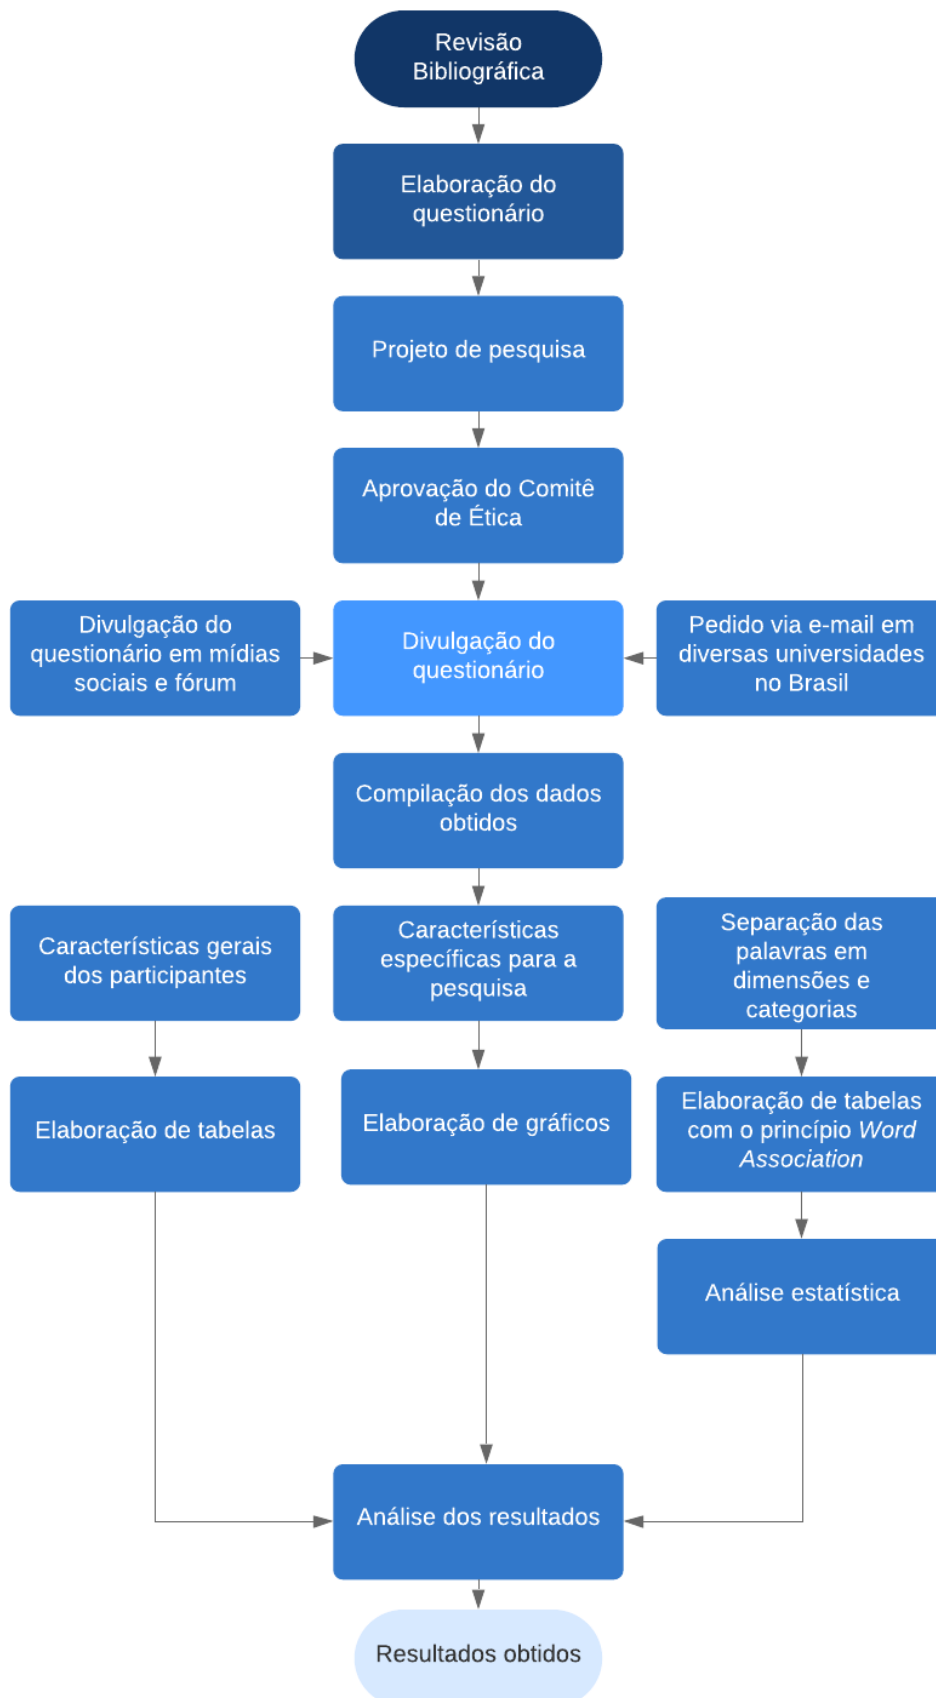 Revisão
Bibliográfica
Elaboração do
questionário
Projeto de pesquisa
Aprovação do Comitê
de Ética
Divulgação do
questionário em mídias
sociais e fórum
Divulgação do
questionário
Pedido via e-mail em
diversas universidades
no Brasil
Compilação dos dados
obtidos
Características gerais
dos participantes
Características
específicas para a
pesquisa
Separação das
palavras em
dimensões e
categorias
Elaboração de tabelas
Elaboração de gráficos
Elaboração de tabelas
com o princípio Word
Association
Análise estatística
Análise dos resultados
Resultados obtidos